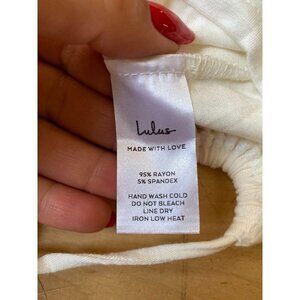 Lulus
MADE WITH LOVE
95% RAYON
5% SPANDEX
HAND WASH COLD
DO NOT BLEACH
LINE DRY
IRON LOW HEAT